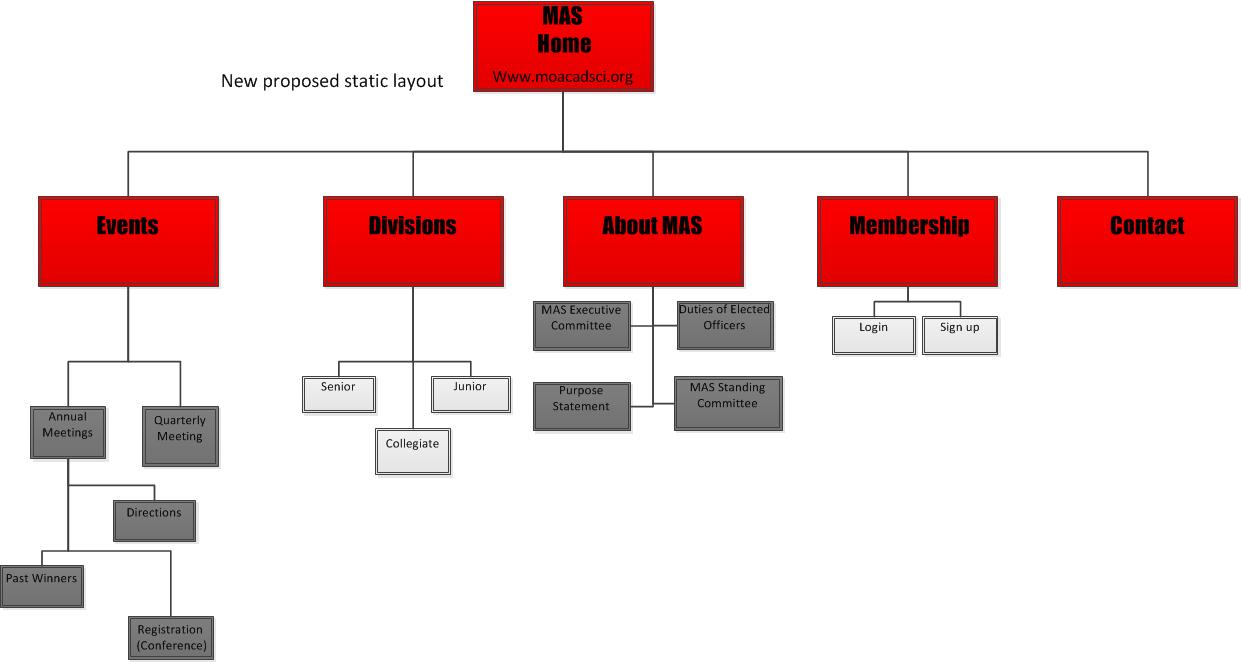 MAS
Home
Www.moacadsci.org
New proposed static layout
Events
Divisions
About MAS
Membership
Contact
MAS Executive
Committee
Duties of Elected
Officers
Login
Sign up
Senior
Junior
Purpose
Statement
MAS Standing
Committee
Annual
Meetings
Quarterly
Meeting
Collegiate
Directions
Past Winners
Registration
(Conference)